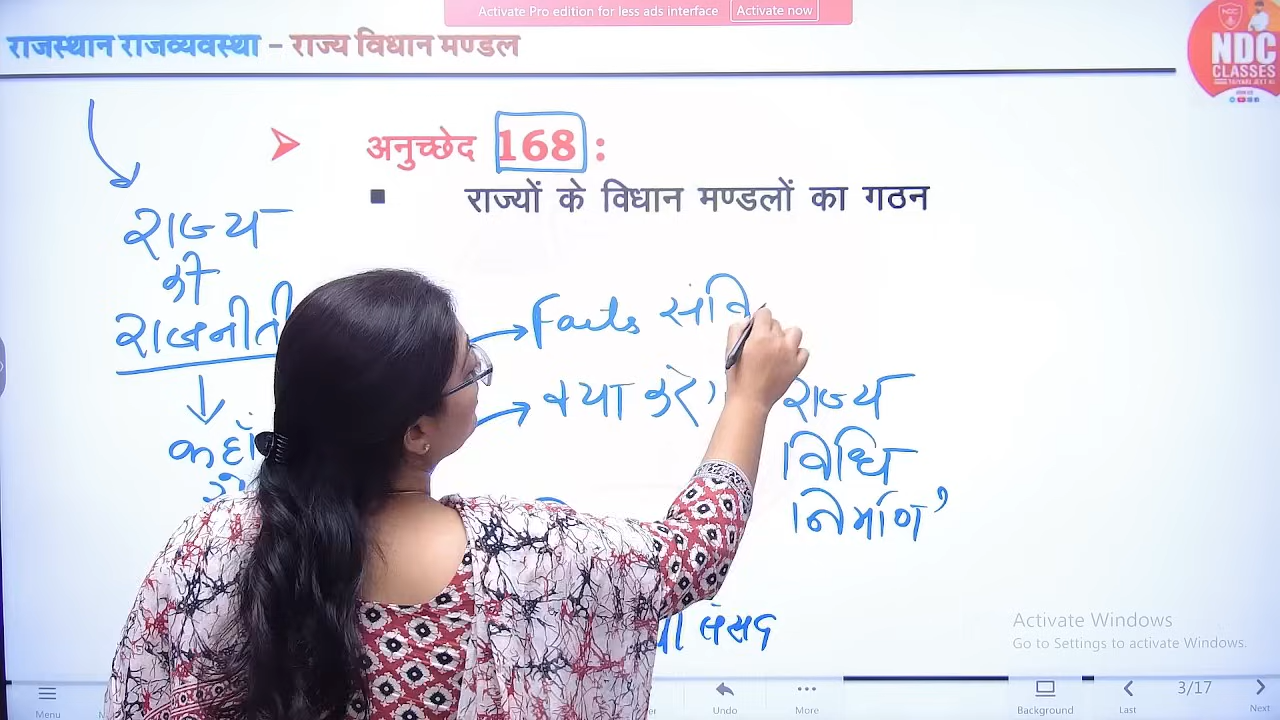 Activate Pro edition for less ads interface Activate now
राजस्थान राजव्यवस्था – राज्य विधान मण्डल
NDC
CLASSES
अनुच्छेद 168 :
राज्यों के विधान मण्डलों का गठन
राज्य
की
राजनीती
कहाँ
Facts संवि
क्या करे
राज्य
विधि
निर्माण
संसद
Activate Windows
Go to Settings to activate Windows.
Menu
Undo
More
Background
Last
3/17
Next